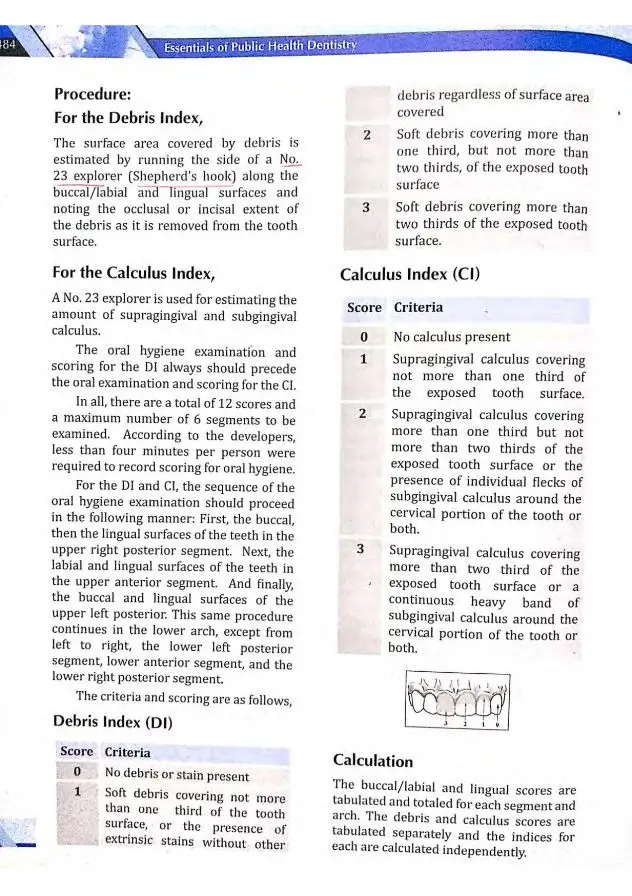 484
Essentials of Public Health Dentistry
Procedure:
For the Debris Index,
The surface area covered by debris is
estimated by running the side of a No.
23 explorer (Shepherd's hook) along the
buccal/labial and lingual surfaces and
noting the occlusal or incisal extent of
the debris as it is removed from the tooth
surface.
For the Calculus Index,
A No. 23 explorer is used for estimating the
amount of supragingival and subgingival
calculus.
The oral hygiene examination and
scoring for the DI always should precede
the oral examination and scoring for the CI.
In all, there are a total of 12 scores and
a maximum number of 6 segments to be
examined. According to the developers,
less than four minutes per person were
required to record scoring for oral hygiene.
For the DI and CI, the sequence of the
oral hygiene examination should proceed
in the following manner: First, the buccal,
then the lingual surfaces of the teeth in the
upper right posterior segment. Next, the
labial and lingual surfaces of the teeth in
the upper anterior segment. And finally,
the buccal and lingual surfaces of the
upper left posterior. This same procedure
continues in the lower arch, except from
left to right, the lower left posterior
segment, lower anterior segment, and the
lower right posterior segment.
The criteria and scoring are as follows,
Debris Index (DI)
Score Criteria
0 No debris or stain present
1 Soft debris covering not more
than one third of the tooth
surface, or the presence of
extrinsic stains without other
debris regardless of surface area
covered
2 Soft debris covering more than
one third, but not more than
two thirds, of the exposed tooth
surface
3 Soft debris covering more than
two thirds of the exposed tooth
surface.
Calculus Index (CI)
Score Criteria
0 No calculus present
1 Supragingival calculus covering
not more than one third of
the exposed tooth surface.
2 Supragingival calculus covering
more than one third but not
more than two thirds of the
exposed tooth surface or the
presence of individual flecks of
subgingival calculus around the
cervical portion of the tooth or
both.
3 Supragingival calculus covering
more than two third of the
exposed tooth surface or a
continuous heavy band of
subgingival calculus around the
cervical portion of the tooth or
both.
3 2 1 0
Calculation
The buccal/labial and lingual scores are
tabulated and totaled for each segment and
arch. The debris and calculus scores are
tabulated separately and the indices for
each are calculated independently.